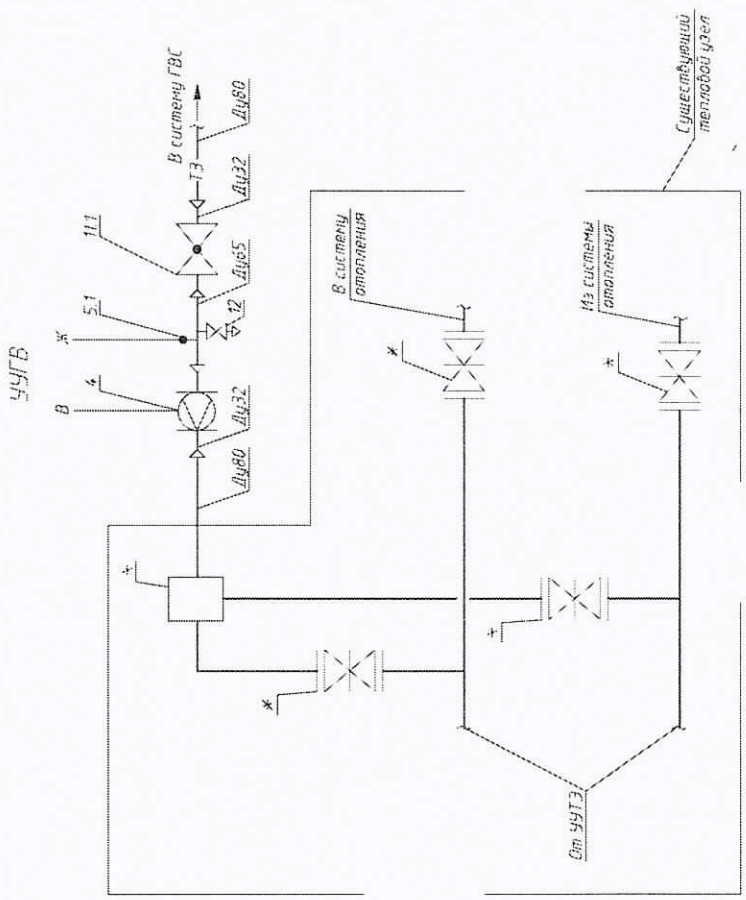 УУГВ
В систему ГВС
Т3
Ду80
Ду32
11.1
Ду65
5.1
Ж
12
4
В
Ду32
Ду80
*
В систему
отопления
*
Из системы
отопления
*
Существующий
тепловой узел
*
*
От УУТЭ